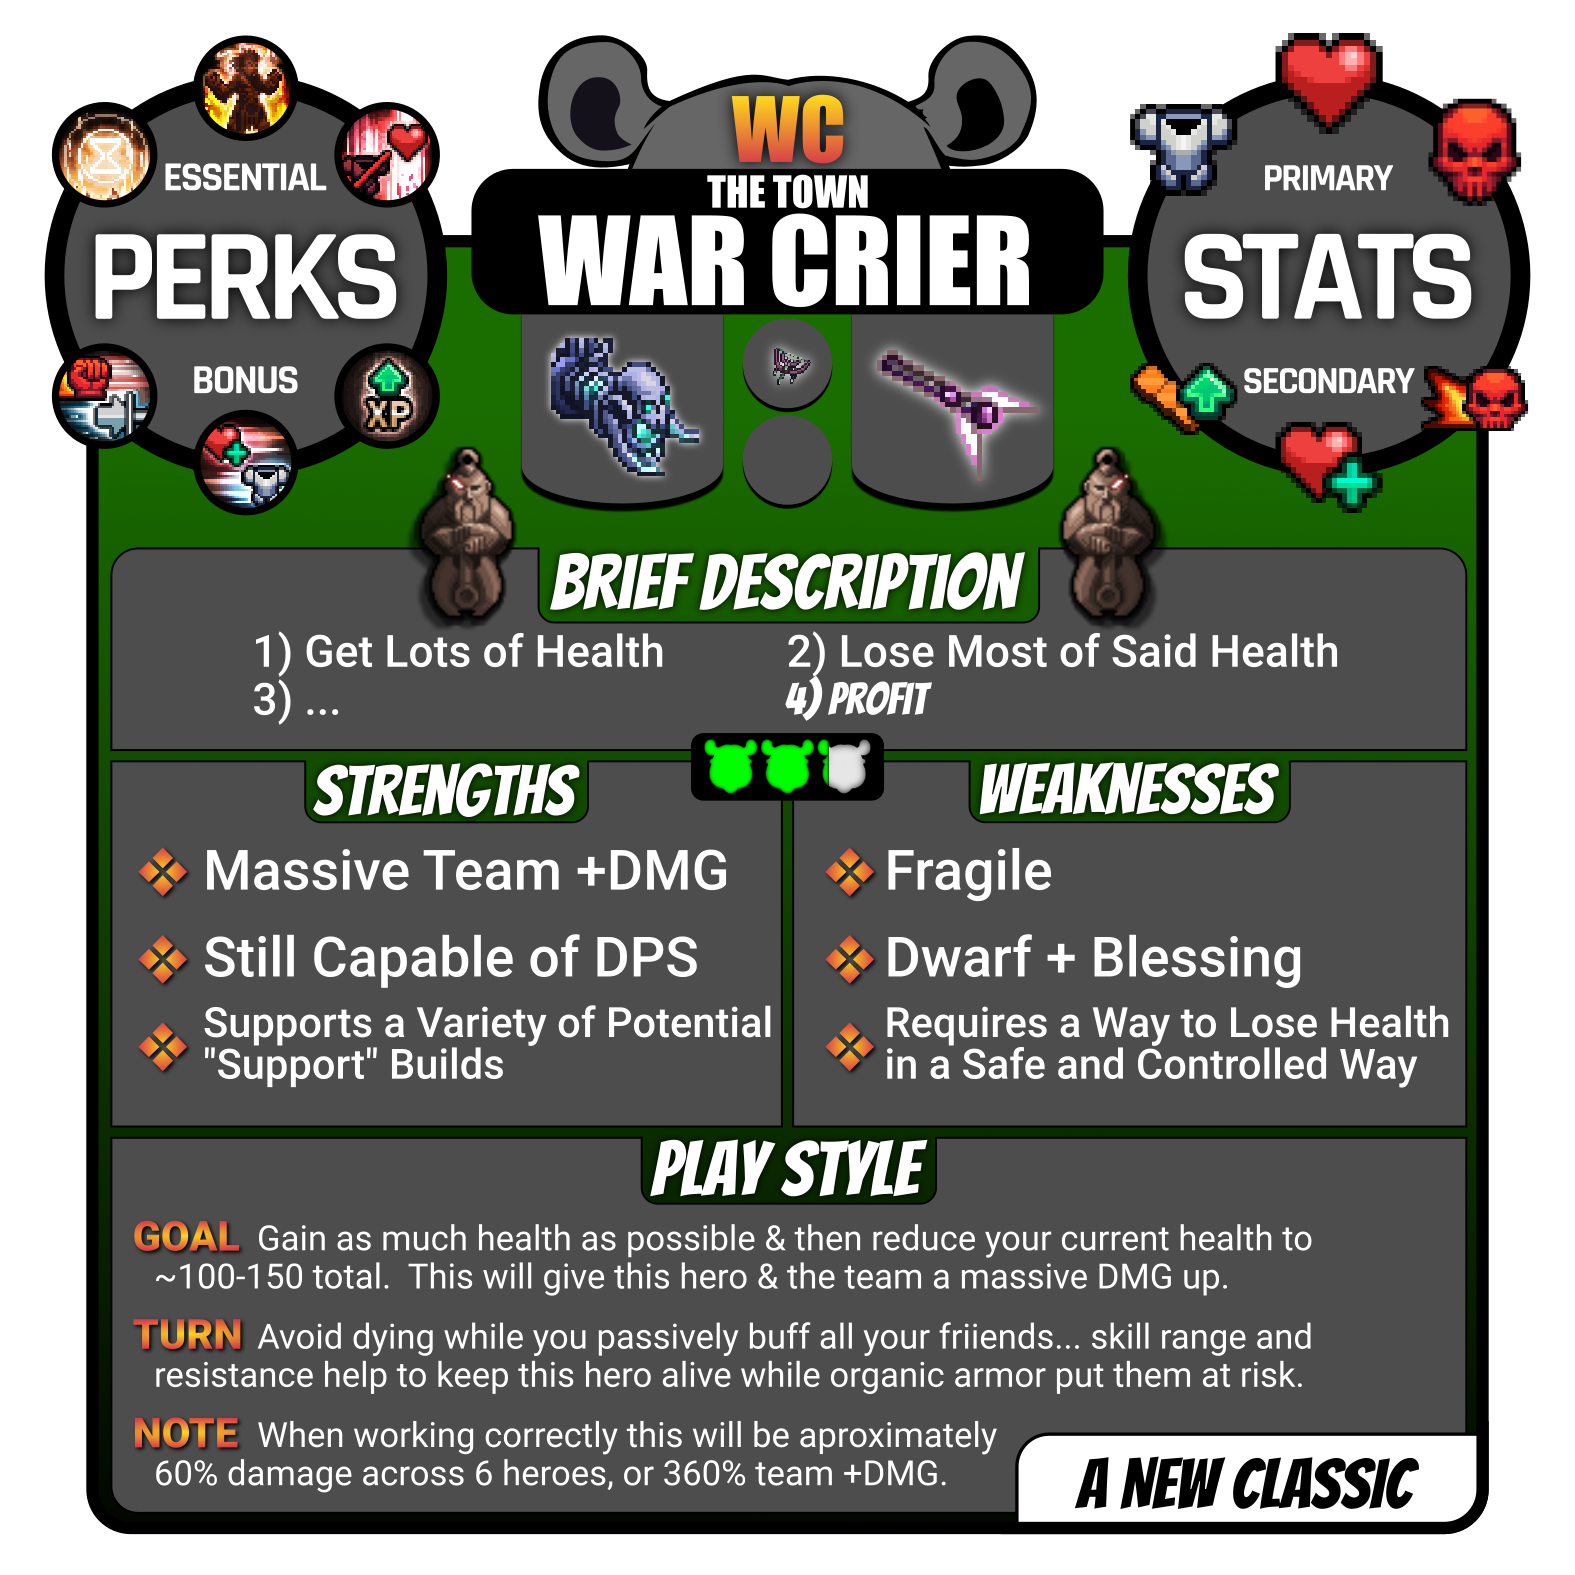 WC
THE TOWN
WAR CRIER
ESSENTIAL
PERKS
BONUS
XP
PRIMARY
STATS
SECONDARY
BRIEF DESCRIPTION
1) Get Lots of Health
2) Lose Most of Said Health
3) ...
4) PROFIT
STRENGTHS
Massive Team +DMG
Still Capable of DPS
Supports a Variety of Potential
"Support" Builds
WEAKNESSES
Fragile
Dwarf + Blessing
Requires a Way to Lose Health
in a Safe and Controlled Way
PLAY STYLE
GOAL Gain as much health as possible & then reduce your current health to
~100-150 total. This will give this hero & the team a massive DMG up.
TURN Avoid dying while you passively buff all your friiends... skill range and
resistance help to keep this hero alive while organic armor put them at risk.
NOTE When working correctly this will be aproximately
60% damage across 6 heroes, or 360% team +DMG.
A NEW CLASSIC